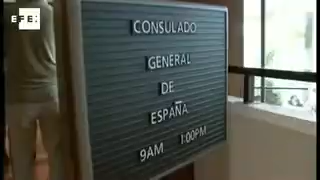 EFE:
CONSULADO
GENERAL
DE
ESPAÑA
9AM 1:00PM